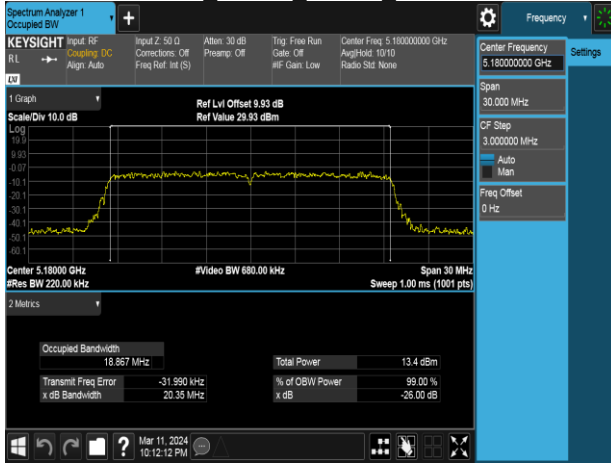 Spectrum Analyzer 1
Occupied BW
Frequency
KEYSIGHT
RL
Input: RF
Coupling: DC
Align: Auto
Input Z: 50 Ω
Corrections: Off
Freq Ref: Int (S)
Atten: 30 dB
Preamp: Off
Trig: Free Run
Gate: Off
#IF Gain: Low
Center Freq: 5.180000000 GHz
Avg|Hold: 10/10
Radio Std: None
LXI
1 Graph
Scale/Div 10.0 dB
Ref Lvl Offset 9.93 dB
Ref Value 29.93 dBm
Log
19.9
9.93
-0.07
-10.1
-20.1
-30.1
-40.1
-50.1
-60.1
Center 5.18000 GHz
#Res BW 220.00 kHz
#Video BW 680.00 kHz
Span 30 MHz
Sweep 1.00 ms (1001 pts)
2 Metrics
Occupied Bandwidth
18.867 MHz
Total Power 13.4 dBm
Transmit Freq Error -31.990 kHz
% of OBW Power 99.00 %
x dB Bandwidth 20.35 MHz
x dB -26.00 dB
Mar 11, 2024
10:12:12 PM
Center Frequency
5.180000000 GHz
Settings
Span
30.000 MHz
CF Step
3.000000 MHz
Auto
Man
Freq Offset
0 Hz